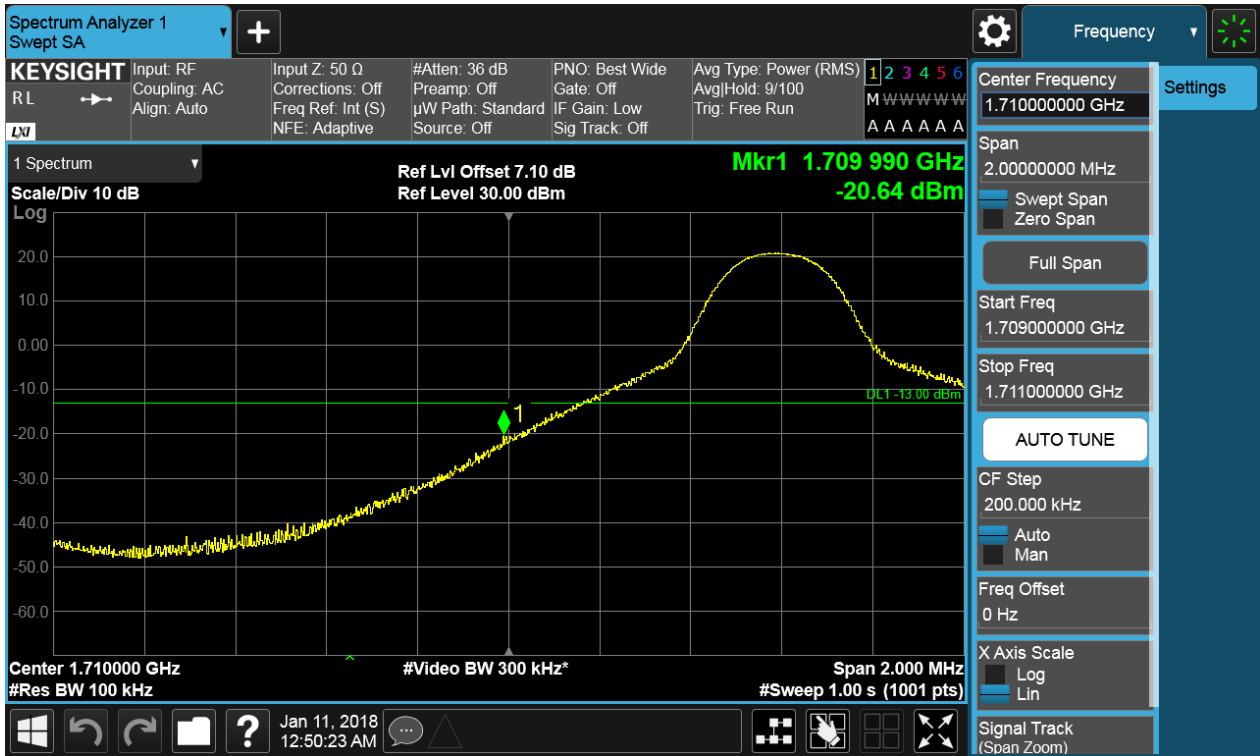 Spectrum Analyzer 1
Swept SA
Frequency
KEYSIGHT
R L
LXI
Input: RF
Coupling: AC
Align: Auto
Input Z: 50 Ω
Corrections: Off
Freq Ref: Int (S)
NFE: Adaptive
#Atten: 36 dB
Preamp: Off
µW Path: Standard
Source: Off
PNO: Best Wide
Gate: Off
IF Gain: Low
Sig Track: Off
Avg Type: Power (RMS)
Avg|Hold: 9/100
Trig: Free Run
1 2 3 4 5 6
M W W W W W
A A A A A A
1 Spectrum
Scale/Div 10 dB
Log
Ref Lvl Offset 7.10 dB
Ref Level 30.00 dBm
Mkr1 1.709 990 GHz
-20.64 dBm
20.0
10.0
0.00
-10.0
-20.0
-30.0
-40.0
-50.0
-60.0
DL1 -13.00 dBm
1
Center 1.710000 GHz
#Res BW 100 kHz
#Video BW 300 kHz*
Span 2.000 MHz
#Sweep 1.00 s (1001 pts)
Jan 11, 2018
12:50:23 AM
Center Frequency
1.710000000 GHz
Span
2.00000000 MHz
Swept Span
Zero Span
Full Span
Start Freq
1.709000000 GHz
Stop Freq
1.711000000 GHz
AUTO TUNE
CF Step
200.000 kHz
Auto
Man
Freq Offset
0 Hz
X Axis Scale
Log
Lin
Signal Track
(Span Zoom)
Settings